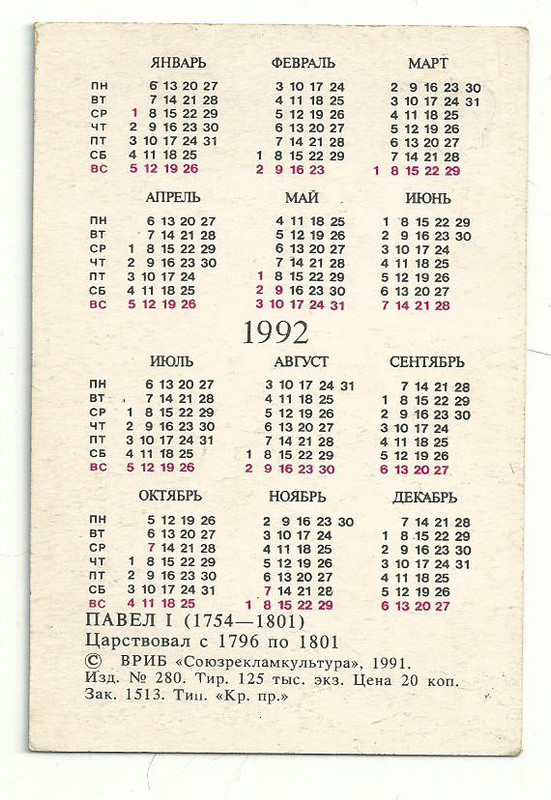 ЯНВАРЬ ФЕВРАЛЬ МАРТ
ПН 6 13 20 27 3 10 17 24 2 9 16 23 30
ВТ 7 14 21 28 4 11 18 25 3 10 17 24 31
СР 1 8 15 22 29 5 12 19 26 4 11 18 25
ЧТ 2 9 16 23 30 6 13 20 27 5 12 19 26
ПТ 3 10 17 24 31 7 14 21 28 6 13 20 27
СБ 4 11 18 25 1 8 15 22 29 7 14 21 28
ВС 5 12 19 26 2 9 16 23 1 8 15 22 29
АПРЕЛЬ МАЙ ИЮНЬ
ПН 6 13 20 27 4 11 18 25 1 8 15 22 29
ВТ 7 14 21 28 5 12 19 26 2 9 16 23 30
СР 1 8 15 22 29 6 13 20 27 3 10 17 24
ЧТ 2 9 16 23 30 7 14 21 28 4 11 18 25
ПТ 3 10 17 24 1 8 15 22 29 5 12 19 26
СБ 4 11 18 25 2 9 16 23 30 6 13 20 27
ВС 5 12 19 26 3 10 17 24 31 7 14 21 28
1992
ИЮЛЬ АВГУСТ СЕНТЯБРЬ
ПН 6 13 20 27 3 10 17 24 31 7 14 21 28
ВТ 7 14 21 28 4 11 18 25 1 8 15 22 29
СР 1 8 15 22 29 5 12 19 26 2 9 16 23 30
ЧТ 2 9 16 23 30 6 13 20 27 3 10 17 24
ПТ 3 10 17 24 31 7 14 21 28 4 11 18 25
СБ 4 11 18 25 1 8 15 22 29 5 12 19 26
ВС 5 12 19 26 2 9 16 23 30 6 13 20 27
ОКТЯБРЬ НОЯБРЬ ДЕКАБРЬ
ПН 5 12 19 26 2 9 16 23 30 7 14 21 28
ВТ 6 13 20 27 3 10 17 24 1 8 15 22 29
СР 7 14 21 28 4 11 18 25 2 9 16 23 30
ЧТ 1 8 15 22 29 5 12 19 26 3 10 17 24 31
ПТ 2 9 16 23 30 6 13 20 27 4 11 18 25
СБ 3 10 17 24 31 7 14 21 28 5 12 19 26
ВС 4 11 18 25 1 8 15 22 29 6 13 20 27
ПАВЕЛ I (1754—1801)
Царствовал с 1796 по 1801
© ВРИБ «Союзрекламкультура», 1991.
Изд. № 280. Тир. 125 тыс. экз. Цена 20 коп.
Зак. 1513. Тип. «Кр. пр.»